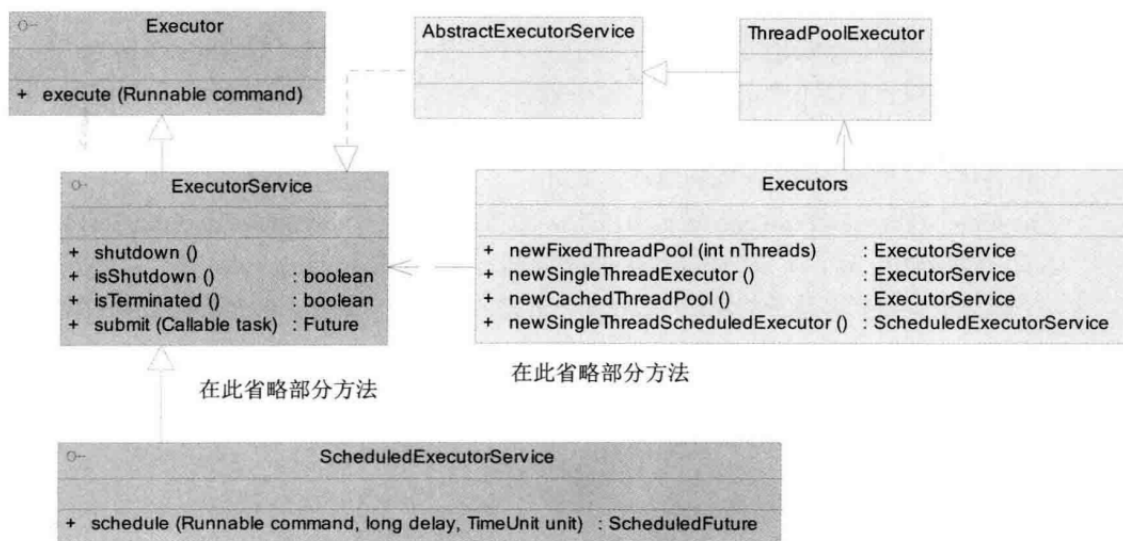 Executor
+ execute (Runnable command)
AbstractExecutorService
ThreadPoolExecutor
ExecutorService
+ shutdown ()
+ isShutdown () : boolean
+ isTerminated () : boolean
+ submit (Callable task) : Future
在此省略部分方法
Executors
+ newFixedThreadPool (int nThreads) : ExecutorService
+ newSingleThreadExecutor () : ExecutorService
+ newCachedThreadPool () : ExecutorService
+ newSingleThreadScheduledExecutor () : ScheduledExecutorService
在此省略部分方法
ScheduledExecutorService
+ schedule (Runnable command, long delay, TimeUnit unit) : ScheduledFuture